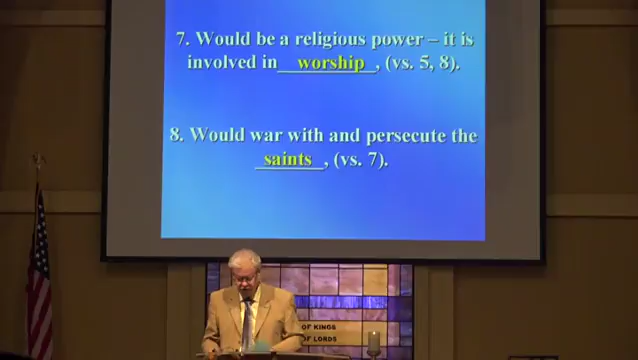 7. Would be a religious power – it is
involved in worship, (vs. 5, 8).
8. Would war with and persecute the
saints, (vs. 7).
OF KINGS
OF LORDS